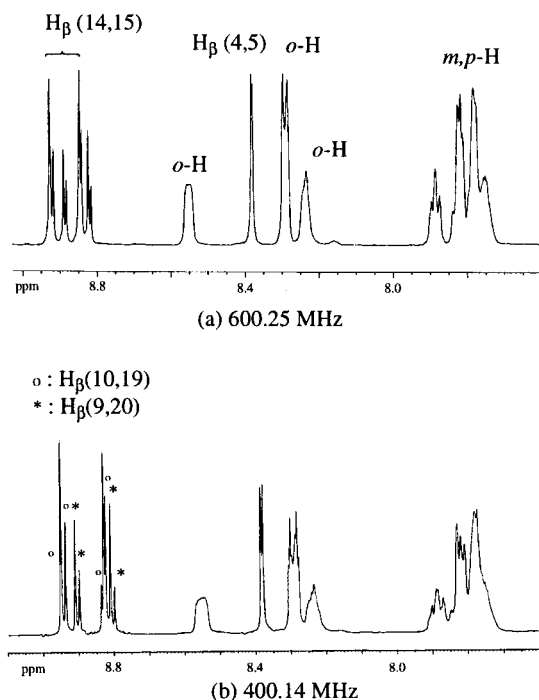 Hβ (14,15)
Hβ (4,5)
o-H
m,p-H
o-H
o-H
ppm 8.8 8.4 8.0
(a) 600.25 MHz
o : Hβ(10,19)
* : Hβ(9,20)
o o * * o o * *
ppm 8.8 8.4 8.0
(b) 400.14 MHz